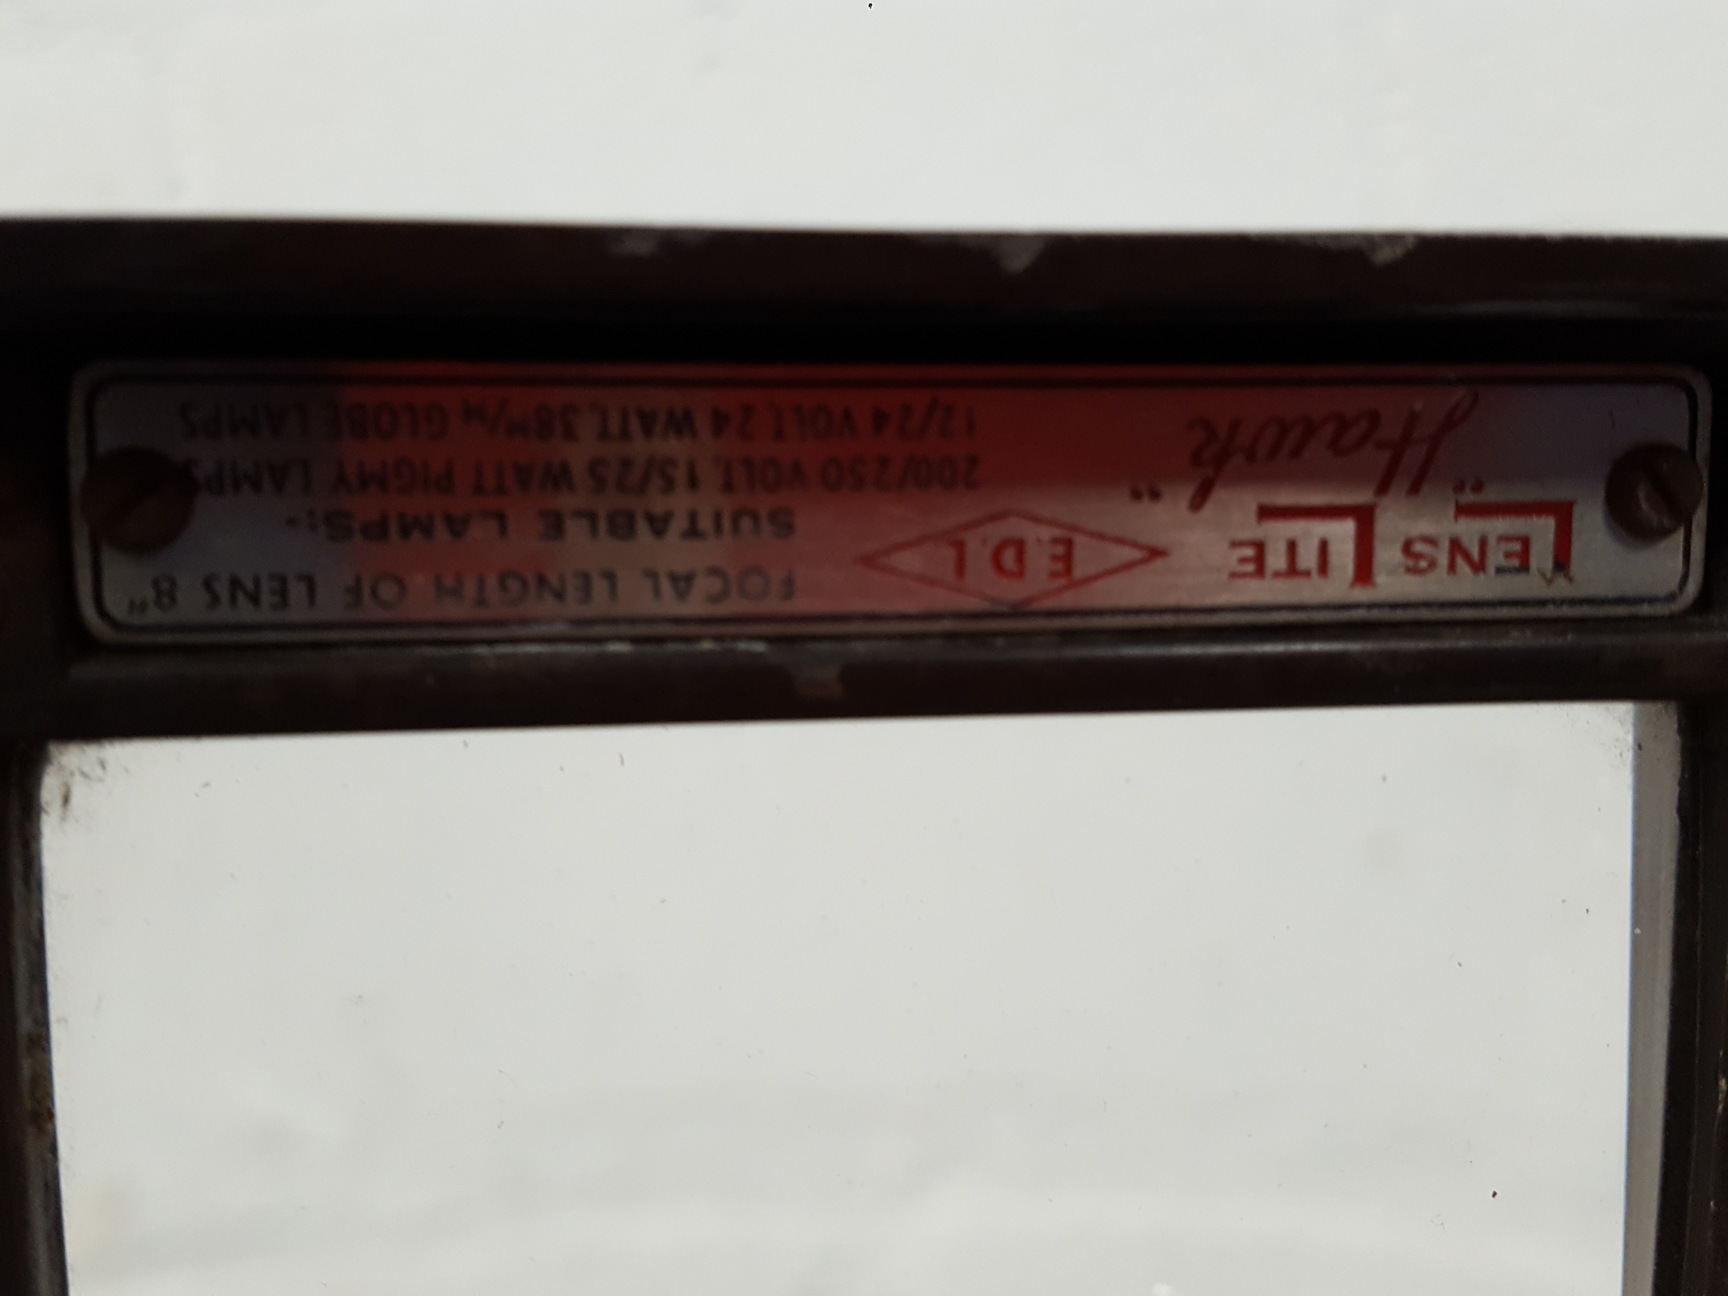 LENS LITE
"Hawk"
E.D.L
FOCAL LENGTH OF LENS 8"
SUITABLE LAMPS:-
200/250 VOLT, 15/25 WATT PIGMY LAMPS
12/24 VOLT, 24 WATT, 38M/M GLOBE LAMPS